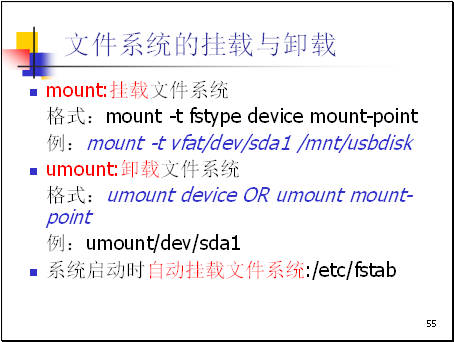 文件系统的挂载与卸载
mount:挂载文件系统
格式：mount -t fstype device mount-point
例：mount -t vfat/dev/sda1 /mnt/usbdisk
umount:卸载文件系统
格式：umount device OR umount mount-
point
例：umount/dev/sda1
系统启动时自动挂载文件系统:/etc/fstab
55